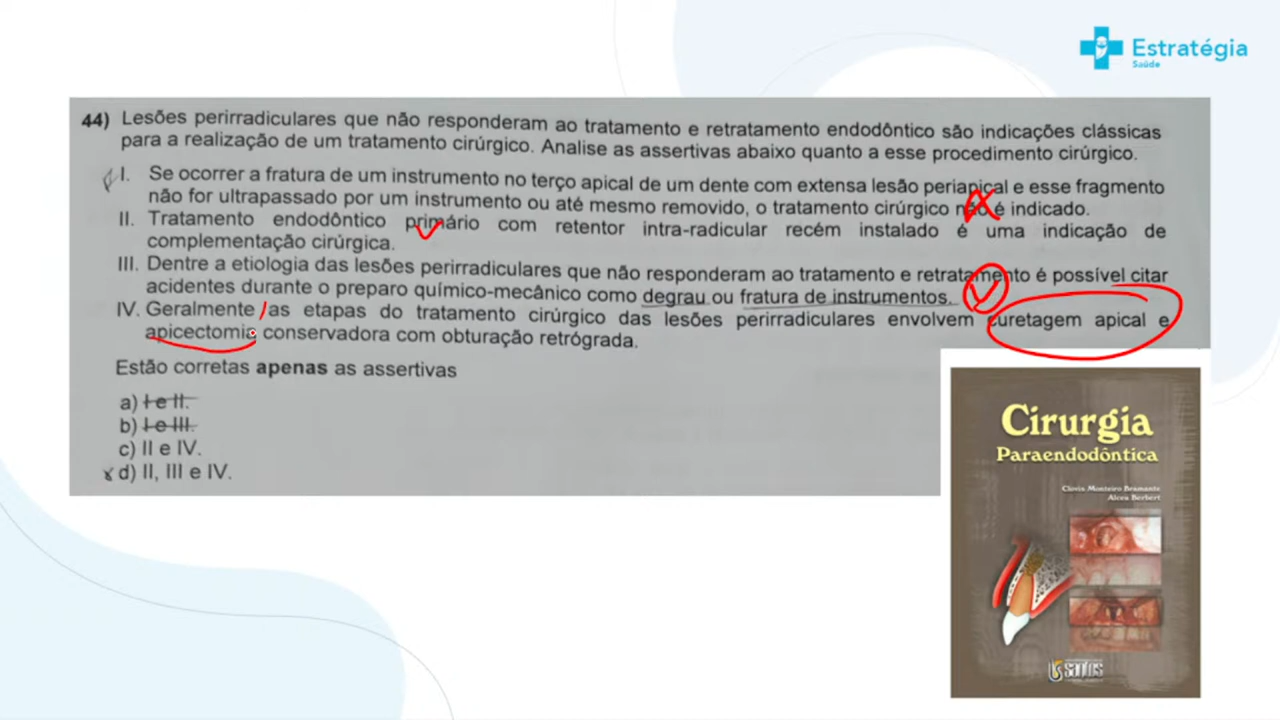 Estratégia
Saúde
44) Lesões perirradiculares que não responderam ao tratamento e retratamento endodôntico são indicações clássicas
para a realização de um tratamento cirúrgico. Analise as assertivas abaixo quanto a esse procedimento cirúrgico.
I. Se ocorrer a fratura de um instrumento no terço apical de um dente com extensa lesão periapical e esse fragmento
não for ultrapassado por um instrumento ou até mesmo removido, o tratamento cirúrgico não é indicado.
II. Tratamento endodôntico primário com retentor intra-radicular recém instalado é uma indicação de
complementação cirúrgica.
III. Dentre a etiologia das lesões perirradiculares que não responderam ao tratamento e retratamento é possível citar
acidentes durante o preparo químico-mecânico como degrau ou fratura de instrumentos.
IV. Geralmente as etapas do tratamento cirúrgico das lesões perirradiculares envolvem curetagem apical e
apicectomia conservadora com obturação retrógrada.
Estão corretas apenas as assertivas
a) I e II.
b) I e III.
c) II e IV.
d) II, III e IV.
Cirurgia
Paraendodôntica
Clóvis Monteiro Bramante
Alceu Berbert
santos